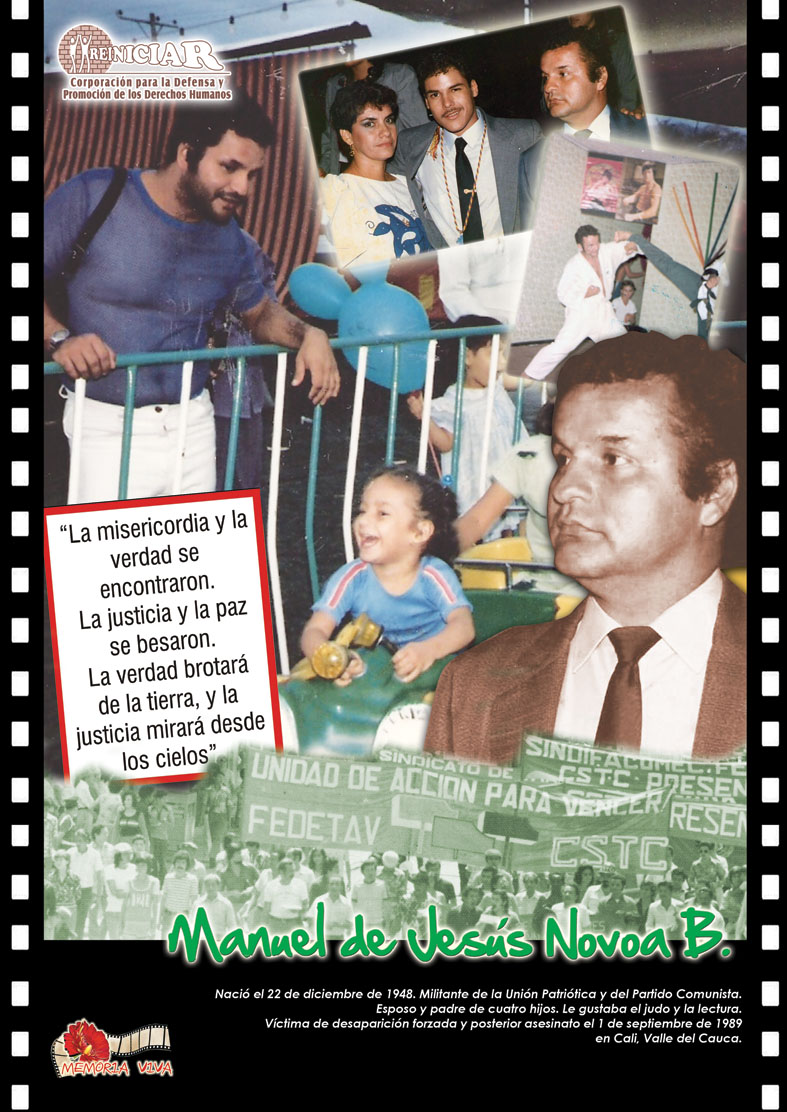 REINICIAR
Corporación para la Defensa y
Promoción de los Derechos Humanos
“La misericordia y la
verdad se
encontraron.
La justicia y la paz
se besaron.
La verdad brotará
de la tierra, y la
justicia mirará desde
los cielos”
SINDICATO DE
UNIDAD DE ACCION PARA VENCER
FEDETAV
CSTC PRESEN
RESEN
CSTC
Manuel de Jesús Novoa B.
Nació el 22 de diciembre de 1948. Militante de la Unión Patriótica y del Partido Comunista.
Esposo y padre de cuatro hijos. Le gustaba el judo y la lectura.
Víctima de desaparición forzada y posterior asesinato el 1 de septiembre de 1989
en Cali, Valle del Cauca.
MEMORIA VIVA